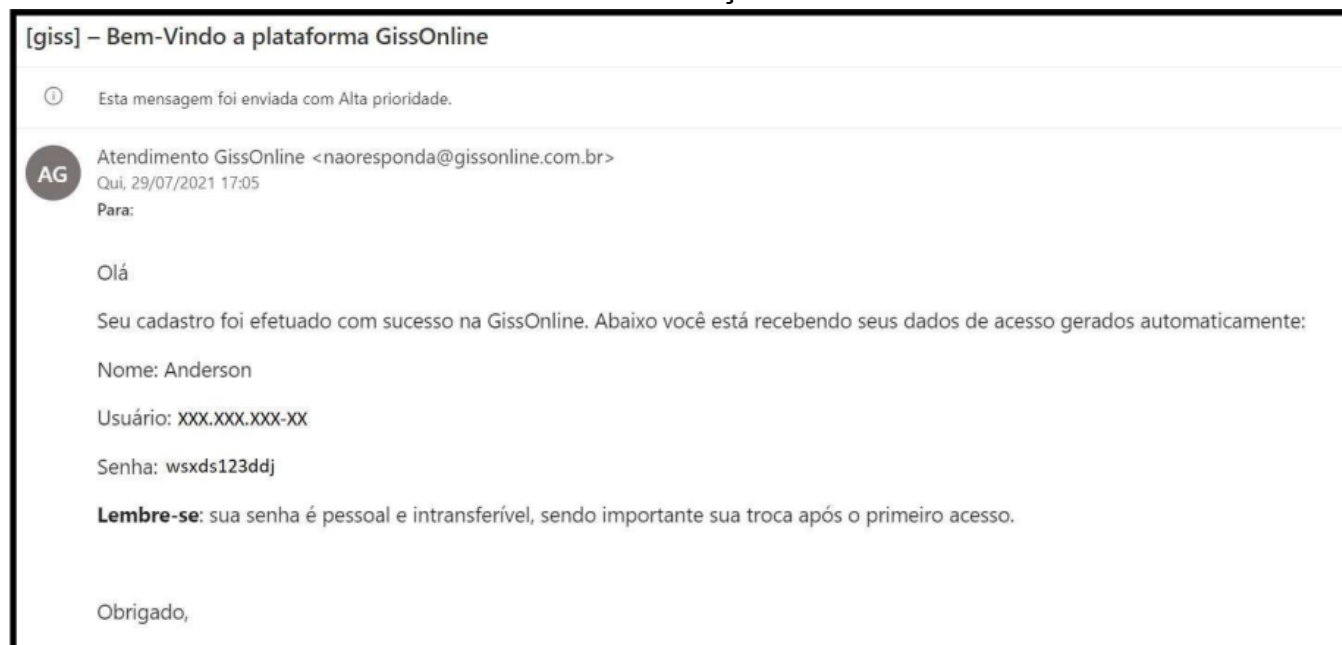 [giss] – Bem-Vindo a plataforma GissOnline
Esta mensagem foi enviada com Alta prioridade.
AG
Atendimento GissOnline <naoresponda@gissonline.com.br>
Qui, 29/07/2021 17:05
Para:
Olá
Seu cadastro foi efetuado com sucesso na GissOnline. Abaixo você está recebendo seus dados de acesso gerados automaticamente:
Nome: Anderson
Usuário: XXX.XXX.XXX-XX
Senha: wsxds123ddj
Lembre-se: sua senha é pessoal e intransferível, sendo importante sua troca após o primeiro acesso.
Obrigado,